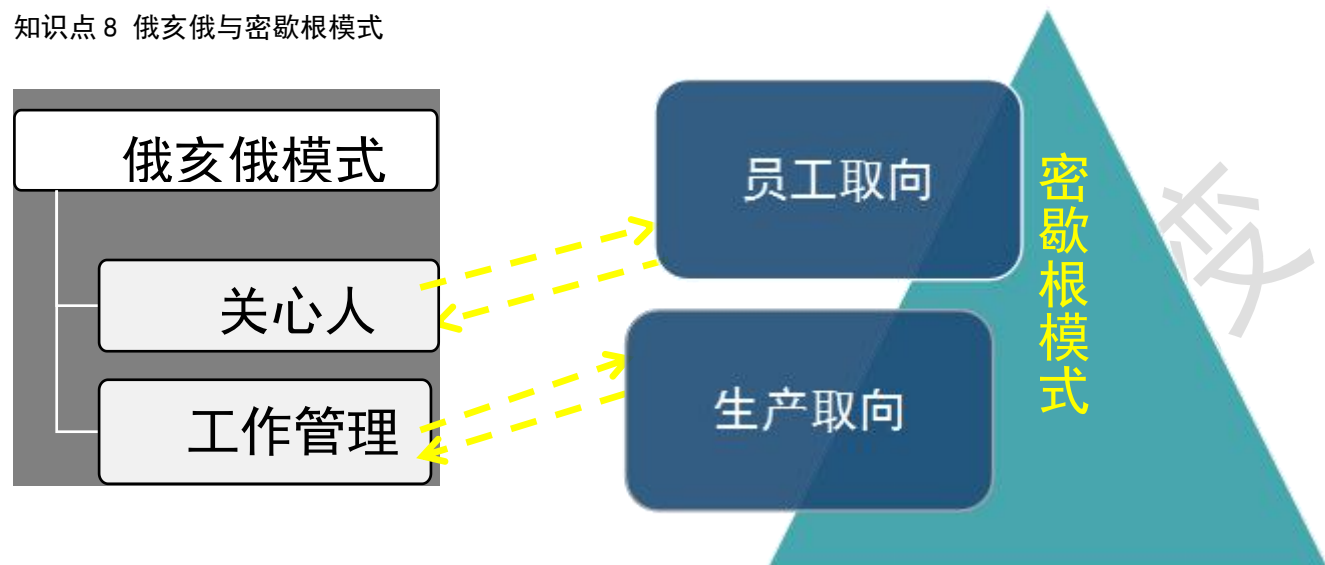 知识点 8 俄亥俄与密歇根模式
俄亥俄模式
关心人
工作管理
员工取向
生产取向
密歇根模式
变